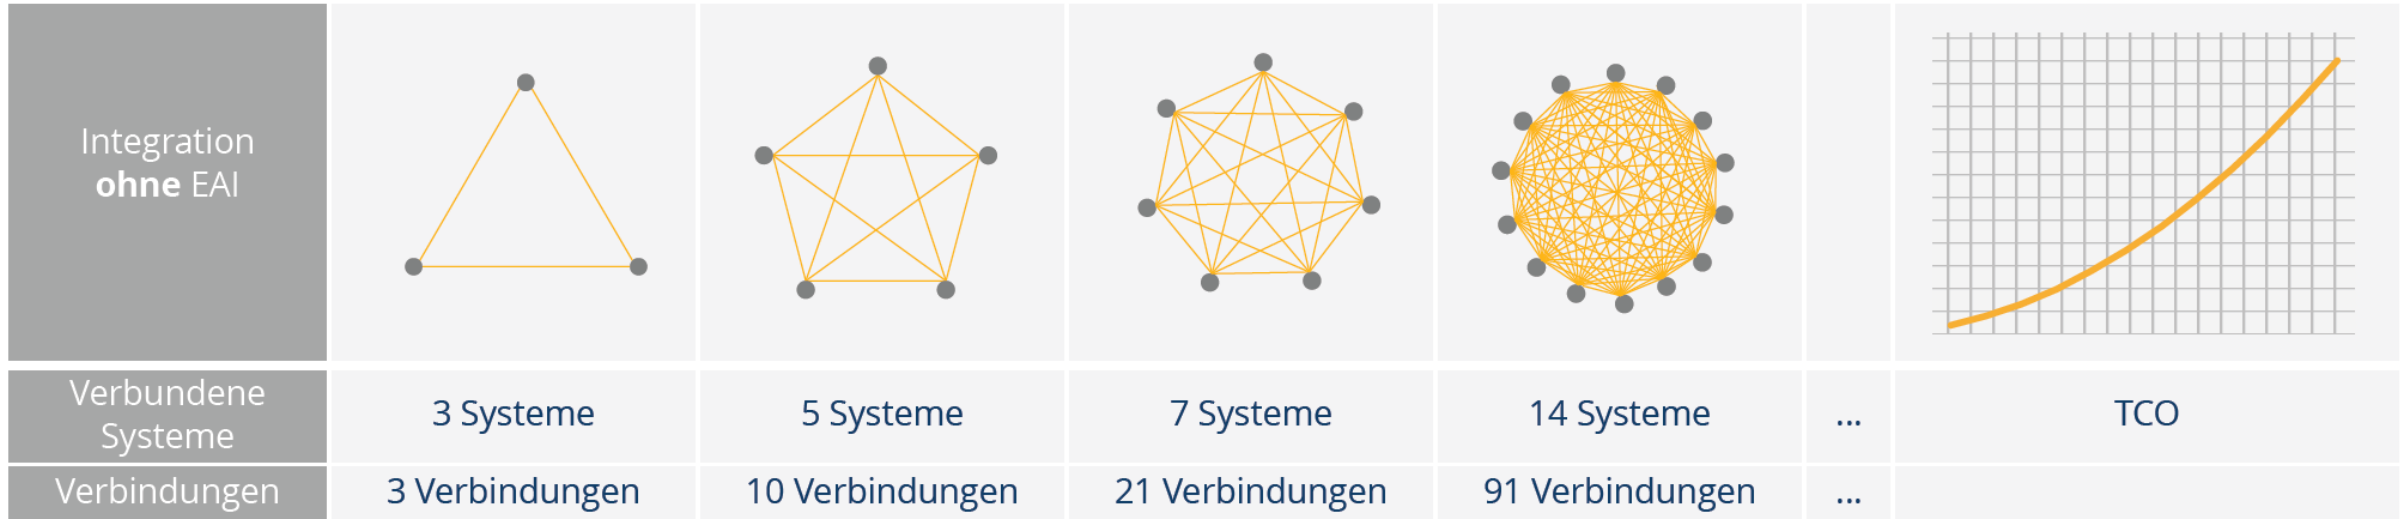 Integration
ohne EAI
Verbundene
Systeme
3 Systeme
5 Systeme
7 Systeme
14 Systeme
...
TCO
Verbindungen
3 Verbindungen
10 Verbindungen
21 Verbindungen
91 Verbindungen
...